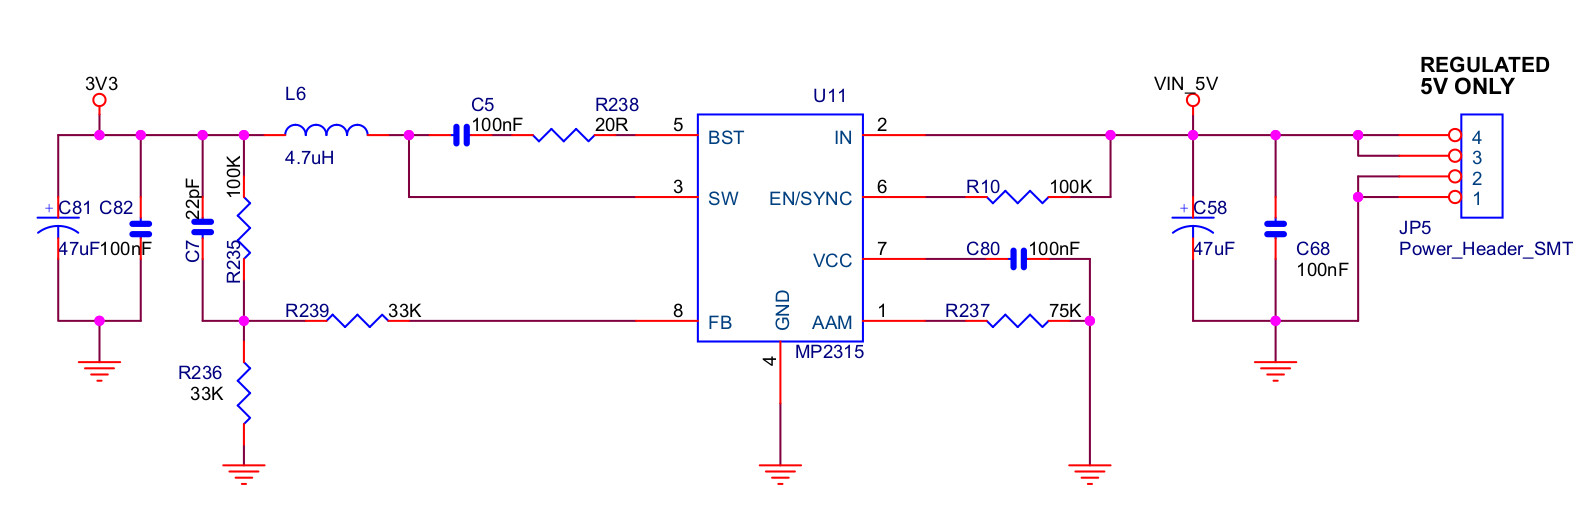 REGULATED
5V ONLY
3V3
L6
4.7uH
C5
100nF
R238
20R
U11
VIN_5V
5
BST
IN
2
4
3
2
1
3
SW
EN/SYNC
6
R10
100K
+
C81
47uF
C82
100nF
22pF
C7
100K
R235
VCC
7
C80
100nF
+
C58
47uF
C68
100nF
JP5
Power_Header_SMT
R239
33K
8
FB
GND
AAM
1
R237
75K
4
MP2315
R236
33K